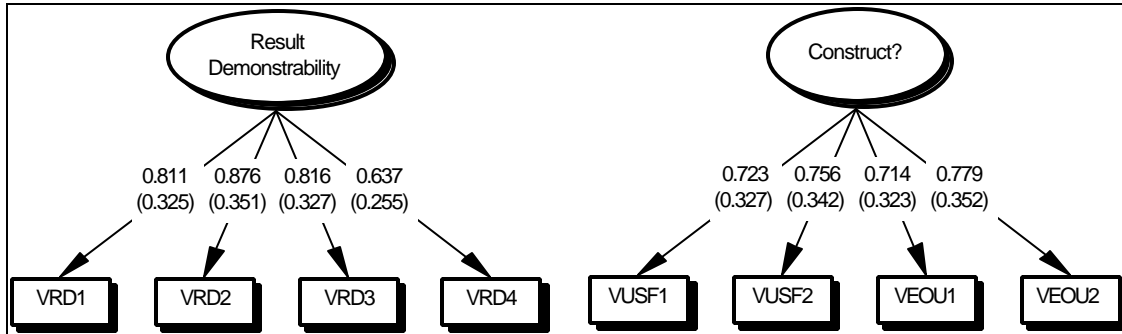 Result
Demonstrability
Construct?
0.811 0.876 0.816 0.637
(0.325) (0.351) (0.327) (0.255)
0.723 0.756 0.714 0.779
(0.327) (0.342) (0.323) (0.352)
VRD1 VRD2 VRD3 VRD4
VUSF1 VUSF2 VEOU1 VEOU2